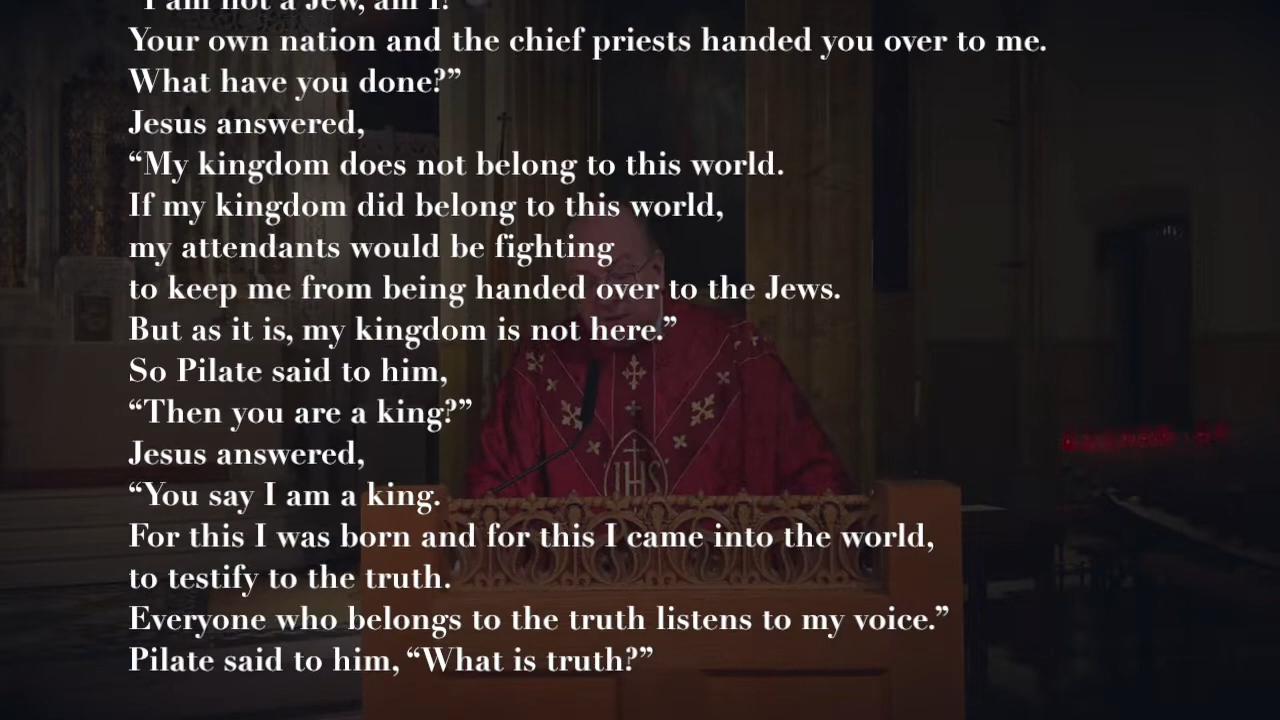 "I am not a Jew, am I?
Your own nation and the chief priests handed you over to me.
What have you done?”
Jesus answered,
“My kingdom does not belong to this world.
If my kingdom did belong to this world,
my attendants would be fighting
to keep me from being handed over to the Jews.
But as it is, my kingdom is not here.”
So Pilate said to him,
“Then you are a king?”
Jesus answered,
“You say I am a king.
For this I was born and for this I came into the world,
to testify to the truth.
Everyone who belongs to the truth listens to my voice.”
Pilate said to him, “What is truth?”
IHS